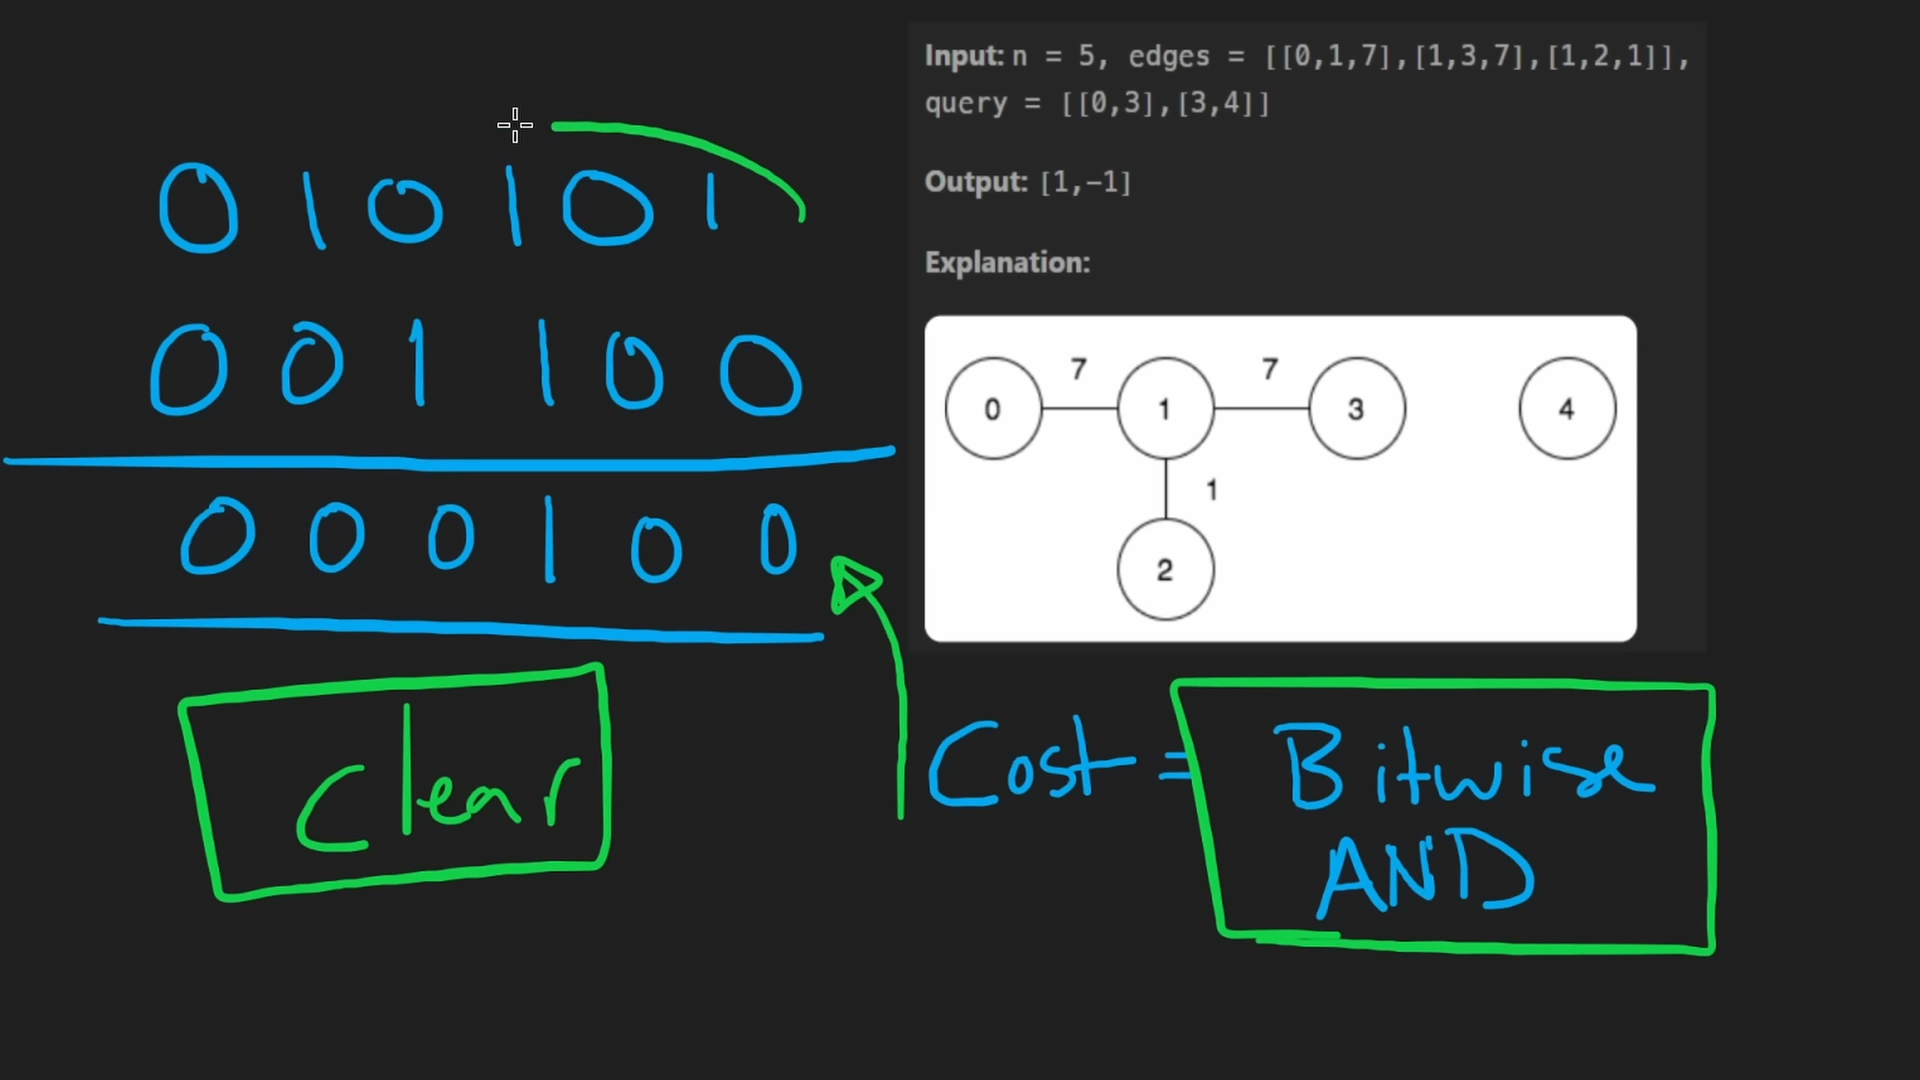 010101
001100
000100
Clear
Input: n = 5, edges = [[0,1,7],[1,3,7],[1,2,1]],
query = [[0,3],[3,4]]
Output: [1,-1]
Explanation:
7 7
0 1 3 4
1
2
Cost = Bitwise
AND